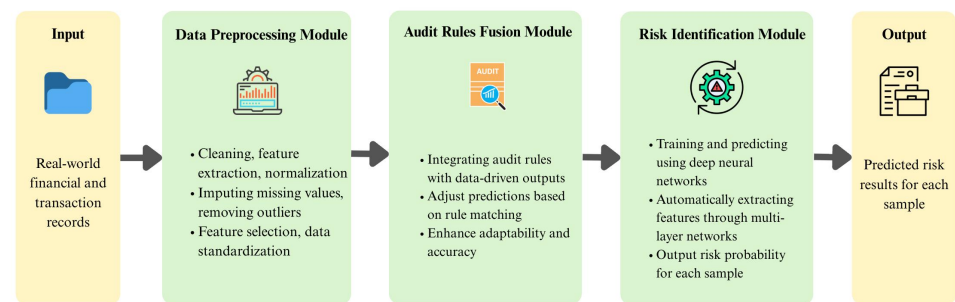 Input
Real-world
financial and
transaction
records
Data Preprocessing Module
• Cleaning, feature
extraction, normalization
• Imputing missing values,
removing outliers
• Feature selection, data
standardization
Audit Rules Fusion Module
AUDIT
• Integrating audit rules
with data-driven outputs
• Adjust predictions based
on rule matching
• Enhance adaptability and
accuracy
Risk Identification Module
• Training and predicting
using deep neural
networks
• Automatically extracting
features through multi-
layer networks
• Output risk probability
for each sample
Output
Predicted risk
results for each
sample